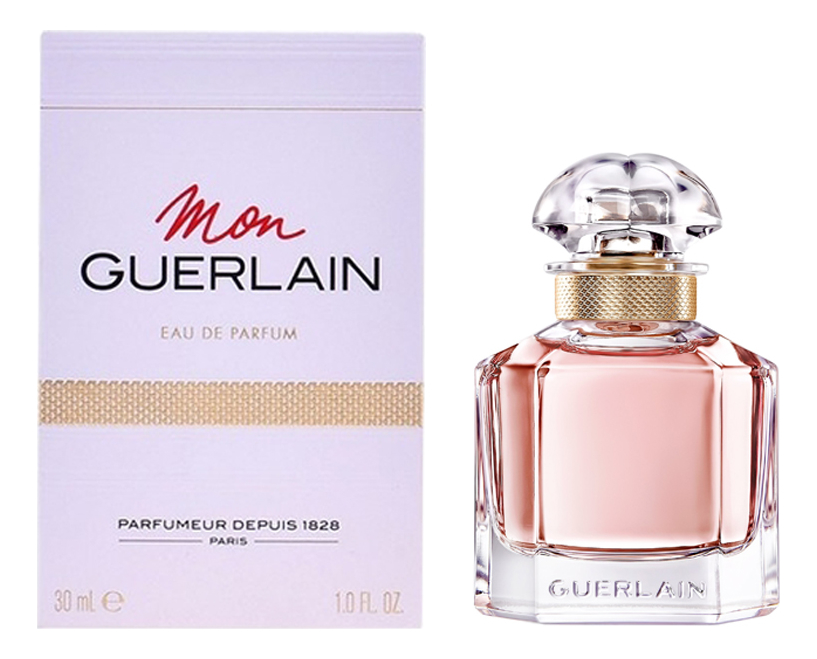 Mon
GUERLAIN
EAU DE PARFUM
PARFUMEUR DEPUIS 1828
PARIS
30 mL ℮ 1.0 FL. OZ.
GUERLAIN